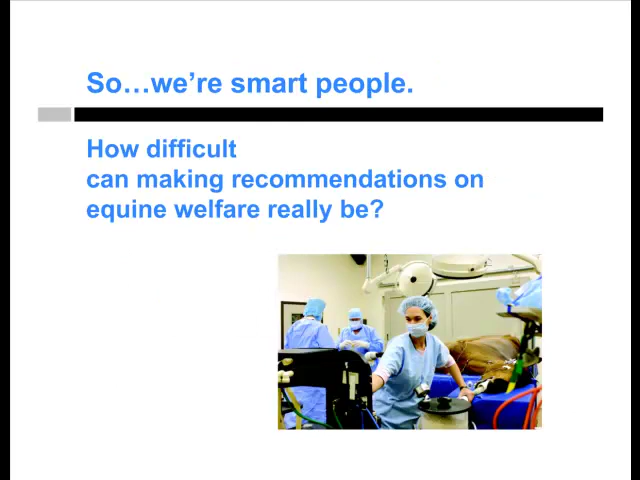 So…we're smart people.
How difficult
can making recommendations on
equine welfare really be?